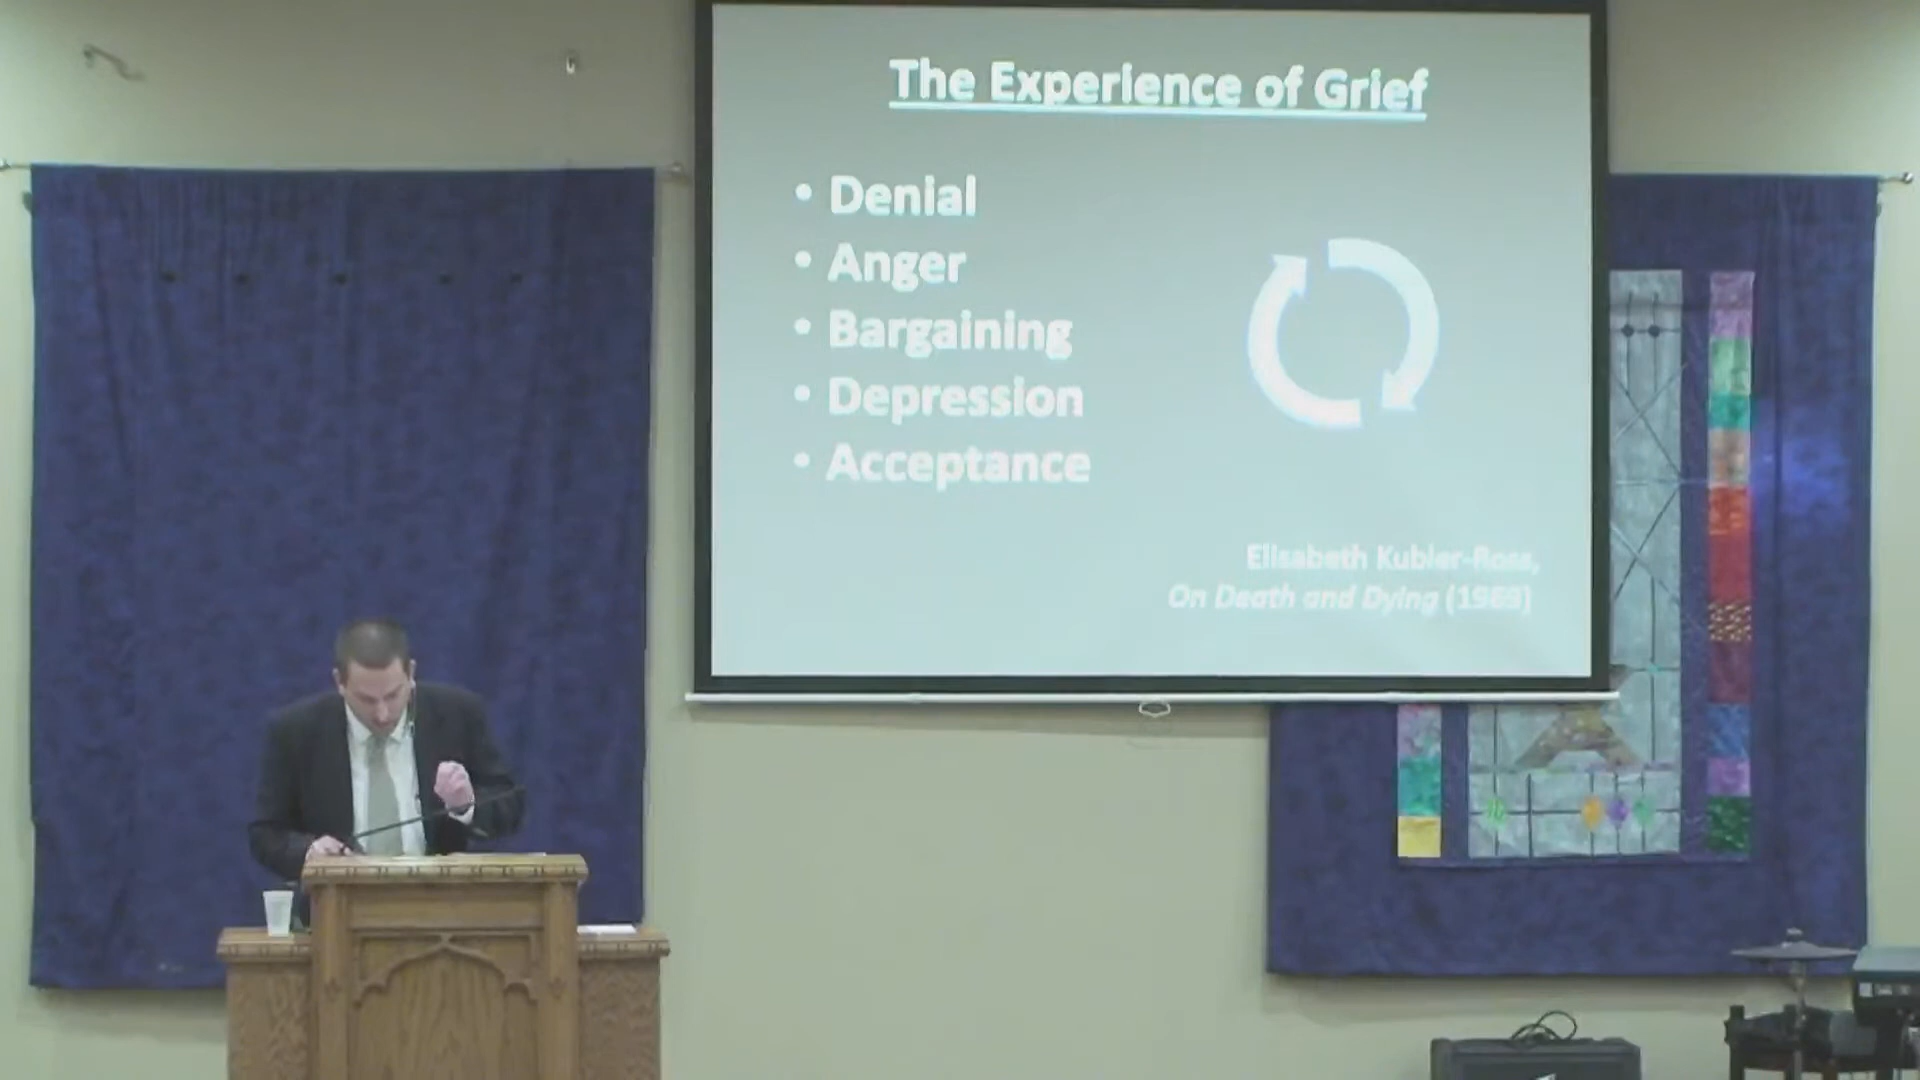 The Experience of Grief
• Denial
• Anger
• Bargaining
• Depression
• Acceptance
Elisabeth Kubler-Ross,
On Death and Dying (1969)